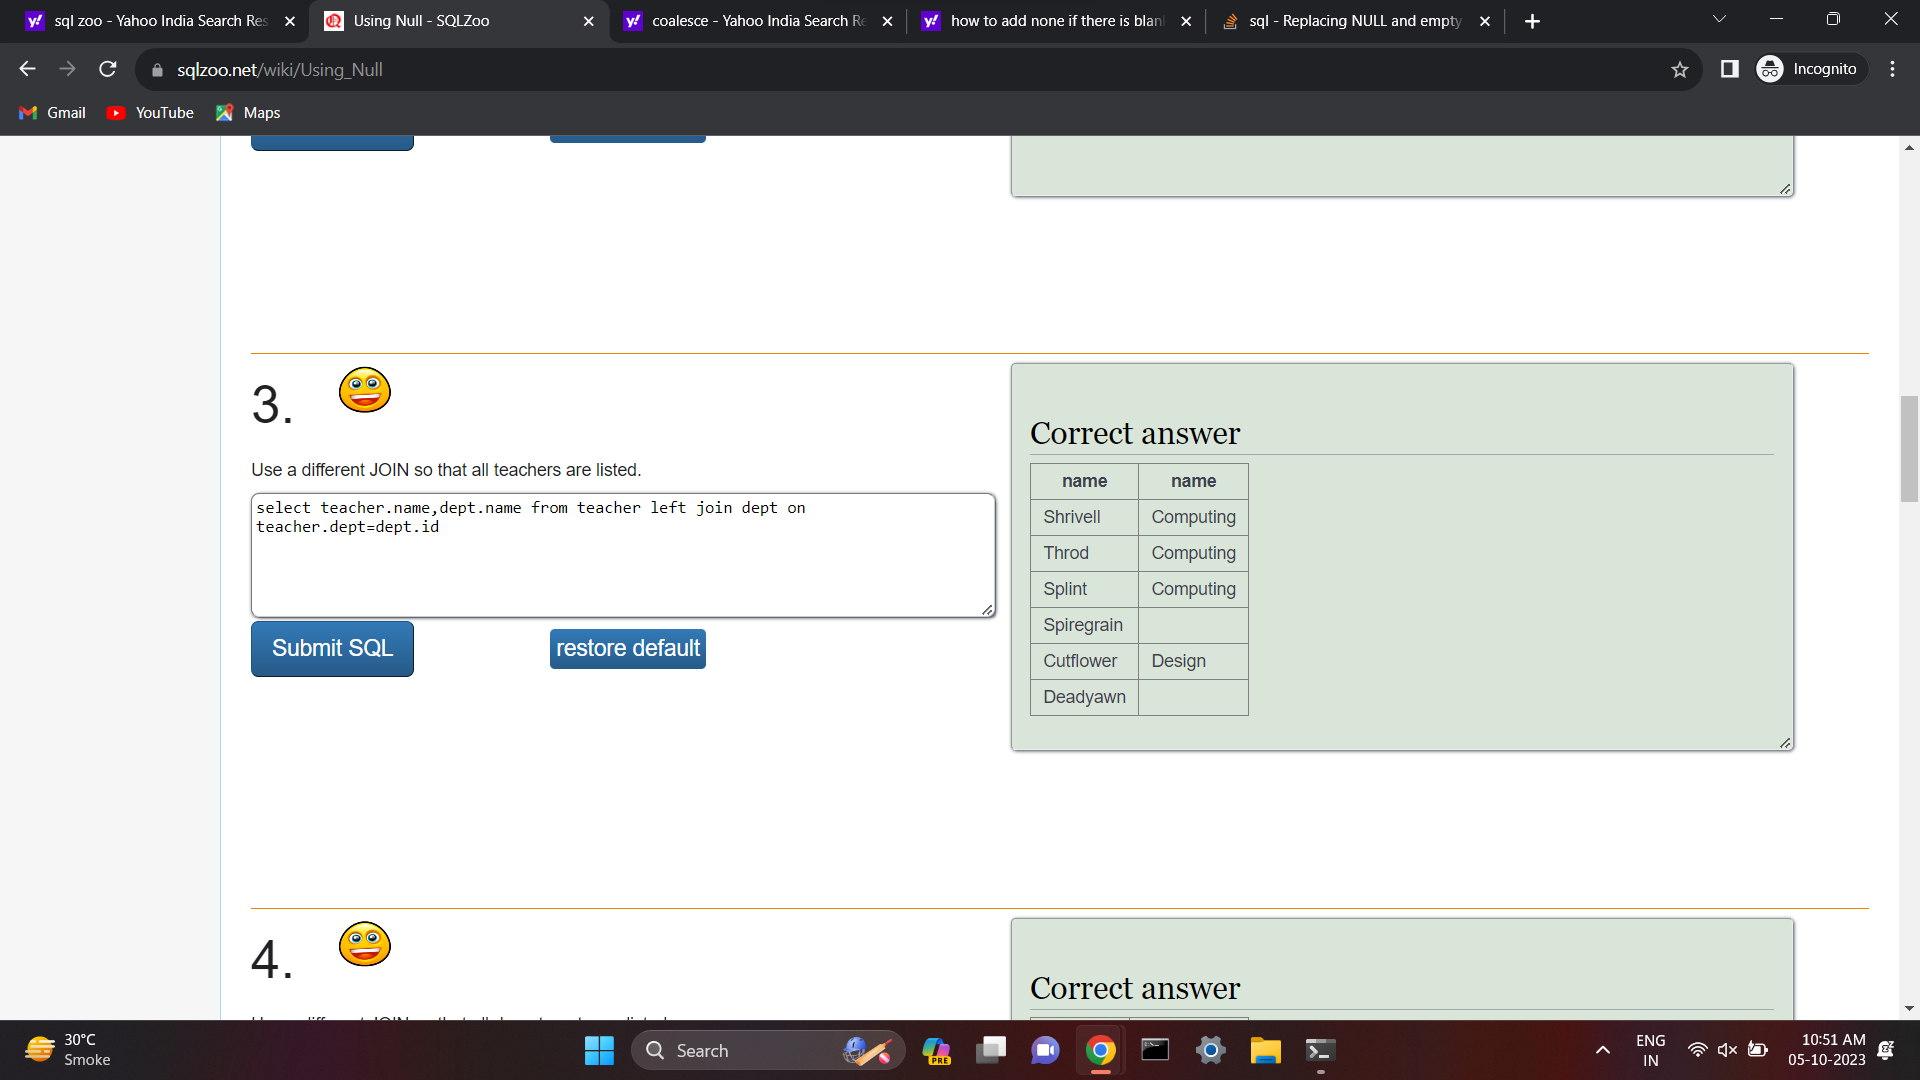 sql zoo - Yahoo India Search Res
Using Null - SQLZoo
coalesce - Yahoo India Search Re
how to add none if there is blan
sql - Replacing NULL and empty
sqlzoo.net/wiki/Using_Null
Incognito
Gmail
YouTube
Maps
3.
Use a different JOIN so that all teachers are listed.
select teacher.name,dept.name from teacher left join dept on
teacher.dept=dept.id
Submit SQL
restore default
Correct answer
name name
Shrivell Computing
Throd Computing
Splint Computing
Spiregrain
Cutflower Design
Deadyawn
4.
Correct answer
30°C
Smoke
Search
PRE
ENG
IN
10:51 AM
05-10-2023